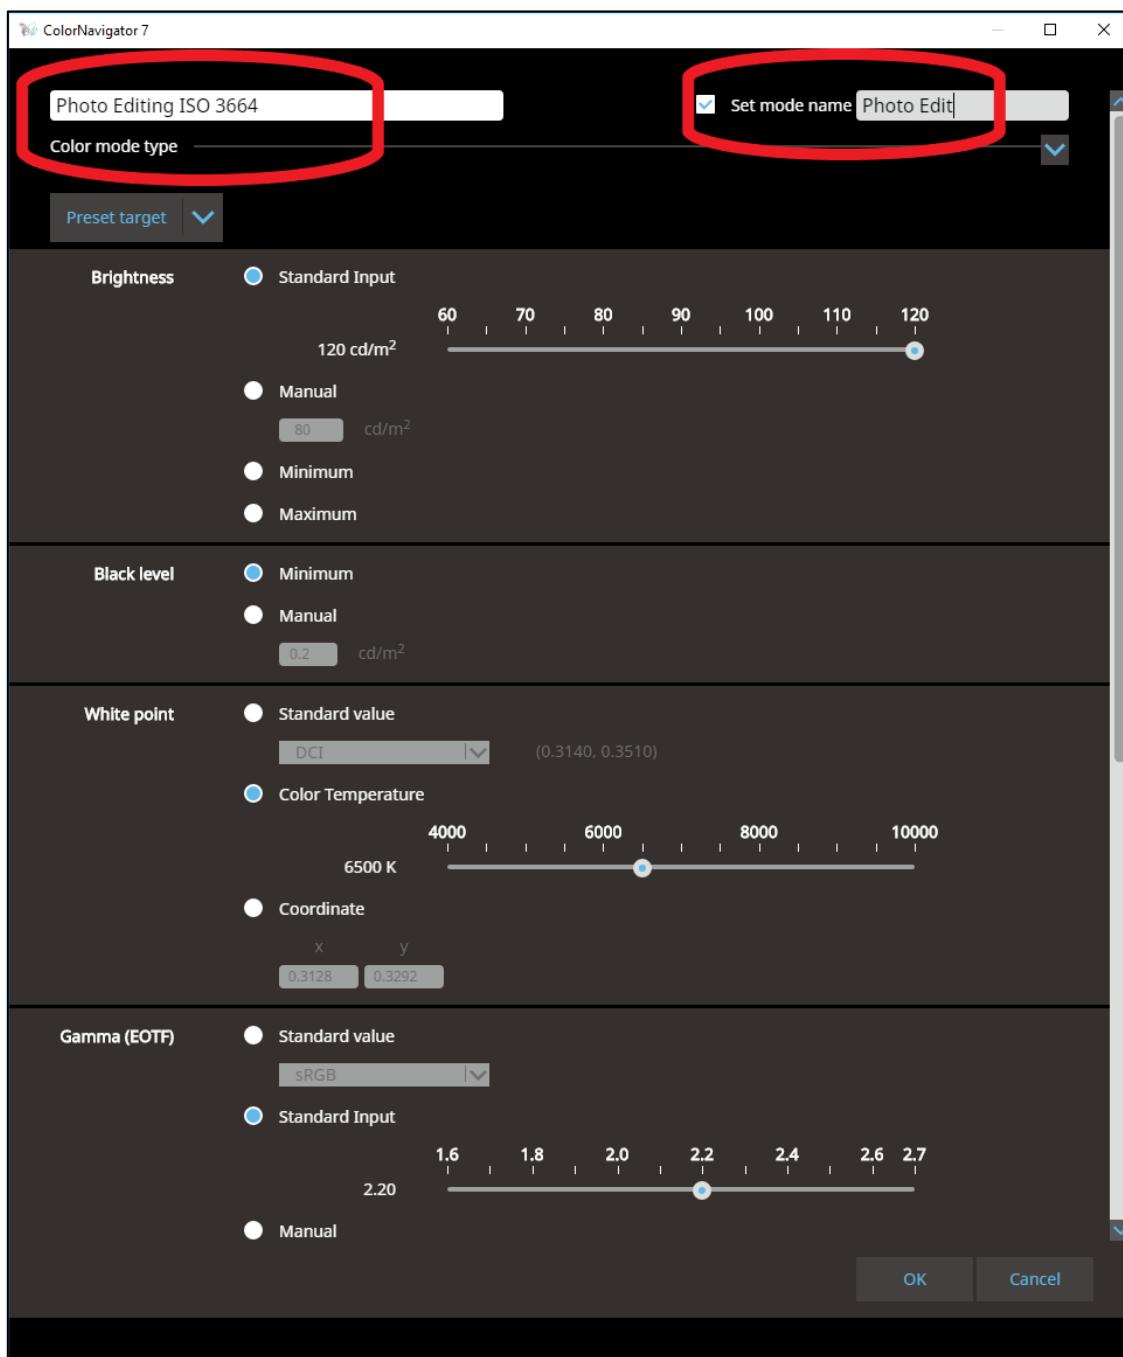 ColorNavigator 7
Photo Editing ISO 3664
Set mode name Photo Edit
Color mode type
Preset target
Brightness
Standard Input
60 70 80 90 100 110 120
120 cd/m²
Manual
80 cd/m²
Minimum
Maximum
Black level
Minimum
Manual
0.2 cd/m²
White point
Standard value
DCI (0.3140, 0.3510)
Color Temperature
4000 6000 8000 10000
6500 K
Coordinate
x y
0.3128 0.3292
Gamma (EOTF)
Standard value
sRGB
Standard Input
1.6 1.8 2.0 2.2 2.4 2.6 2.7
2.20
Manual
OK Cancel